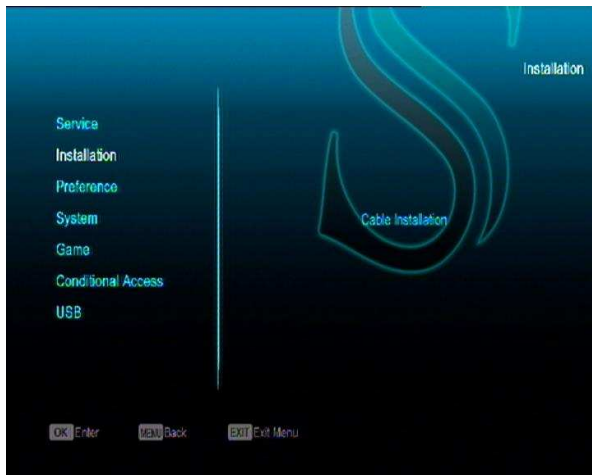 Installation
Service
Installation
Preference
System
Game
Conditional Access
USB
Cable Installation
OK Enter MENU Back EXIT Exit Menu